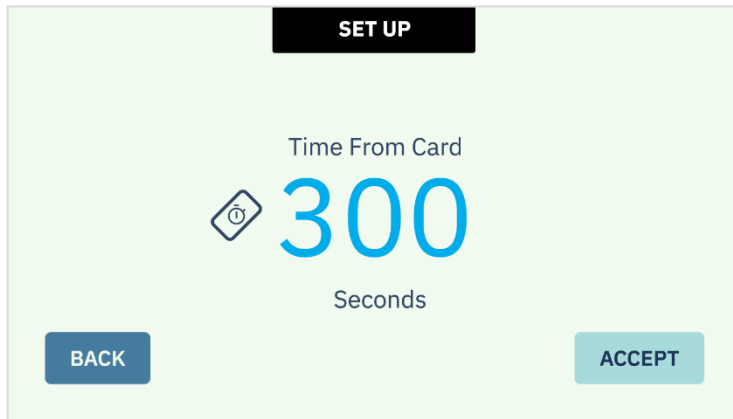 SET UP
Time From Card
300
Seconds
BACK
ACCEPT